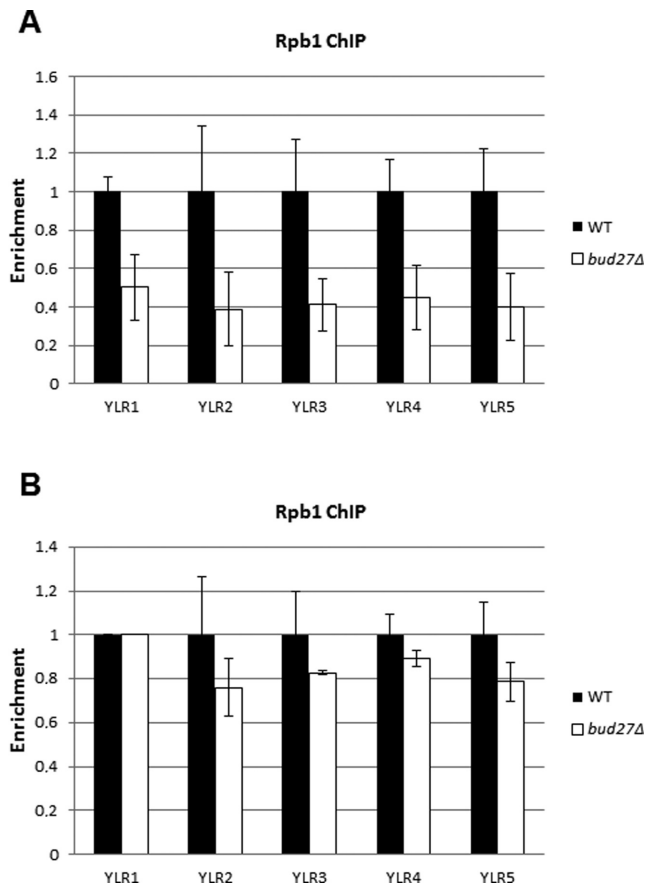 A
Rpb1 ChIP
1.6
1.4
1.2
1
0.8
0.6
0.4
0.2
0
Enrichment
YLR1 YLR2 YLR3 YLR4 YLR5
WT
bud27Δ
B
Rpb1 ChIP
1.4
1.2
1
0.8
0.6
0.4
0.2
0
Enrichment
YLR1 YLR2 YLR3 YLR4 YLR5
WT
bud27Δ